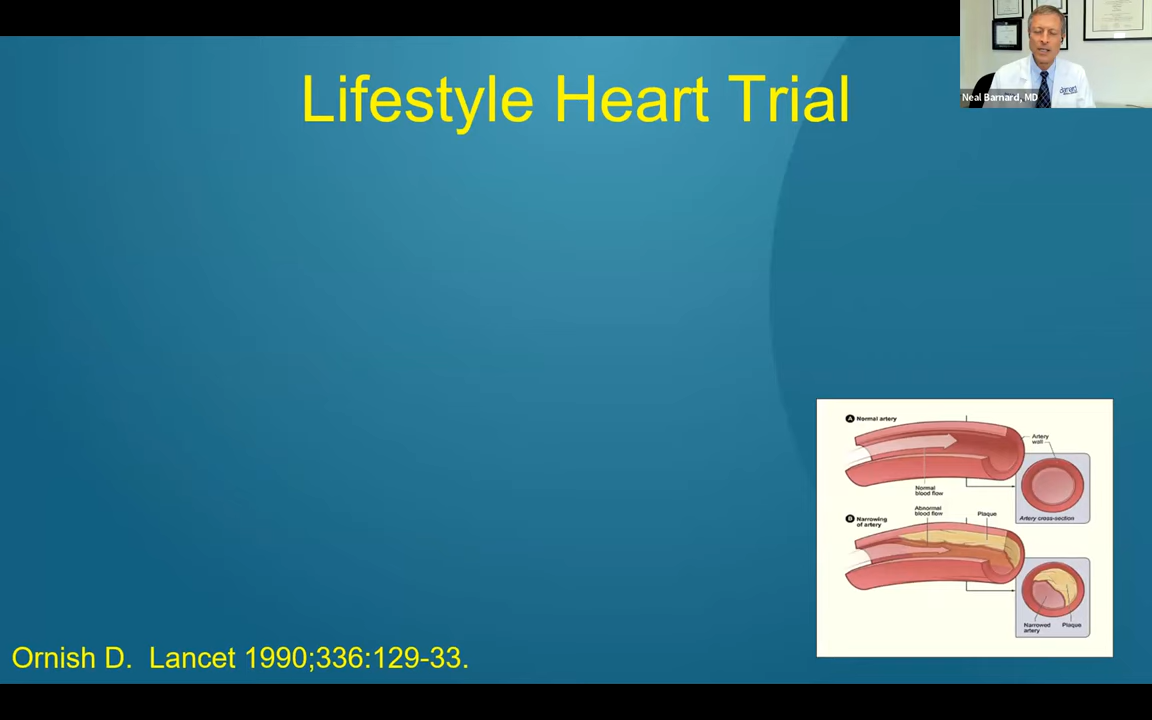 Lifestyle Heart Trial
Neal Barnard, MD
A Normal artery
Artery
wall
Normal
blood flow
Artery cross-section
Abnormal
blood flow
Plaque
B Narrowing
of artery
Narrowed
artery
Plaque
Ornish D. Lancet 1990;336:129-33.